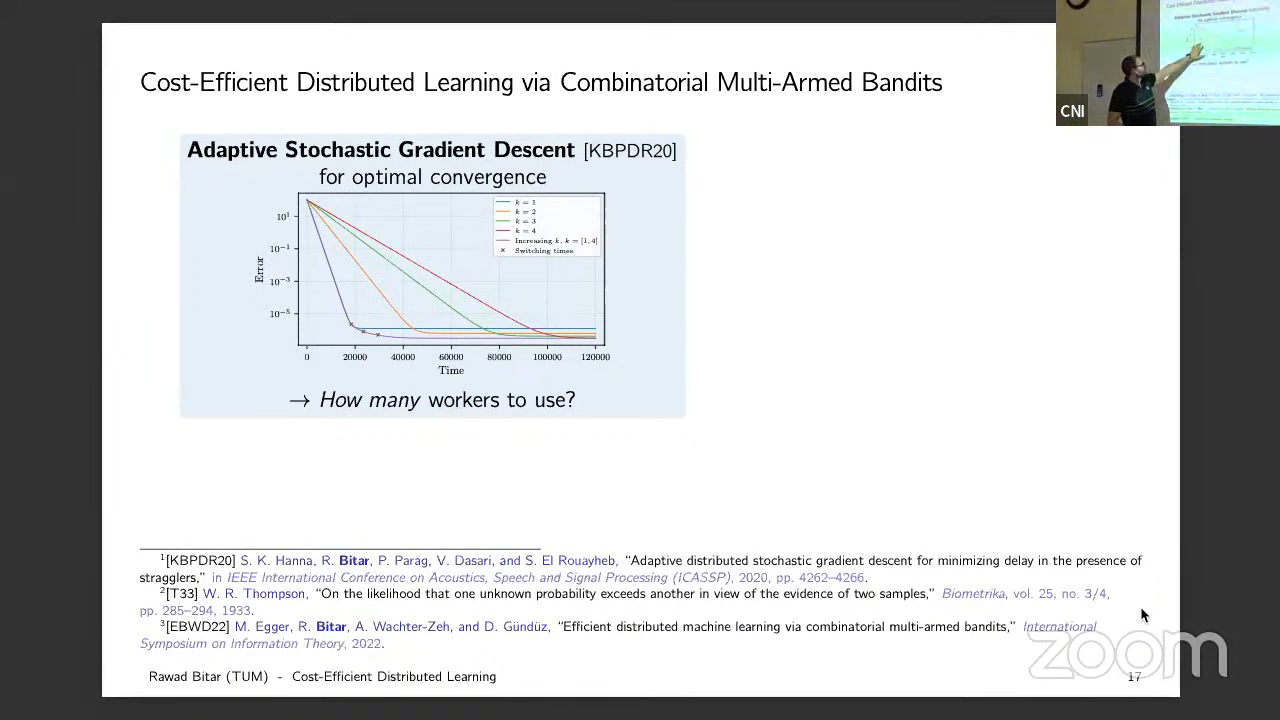 Cost-Efficient Distributed Learning via Combinatorial Multi-Armed Bandits
CNI
Adaptive Stochastic Gradient Descent [KBPDR20]
for optimal convergence
k = 1
k = 2
k = 3
k = 4
Increasing k, k = [1, 4]
Switching times
Error
10¹
10⁻¹
10⁻³
10⁻⁵
0 20000 40000 60000 80000 100000 120000
Time
→ How many workers to use?
¹[KBPDR20] S. K. Hanna, R. Bitar, P. Parag, V. Dasari, and S. El Rouayheb, “Adaptive distributed stochastic gradient descent for minimizing delay in the presence of
stragglers,” in IEEE International Conference on Acoustics, Speech and Signal Processing (ICASSP), 2020, pp. 4262–4266.
²[T33] W. R. Thompson, “On the likelihood that one unknown probability exceeds another in view of the evidence of two samples,” Biometrika, vol. 25, no. 3/4,
pp. 285–294, 1933.
³[EBWD22] M. Egger, R. Bitar, A. Wachter-Zeh, and D. Gündüz, “Efficient distributed machine learning via combinatorial multi-armed bandits,” International
Symposium on Information Theory, 2022.
zoom
Rawad Bitar (TUM) - Cost-Efficient Distributed Learning
17